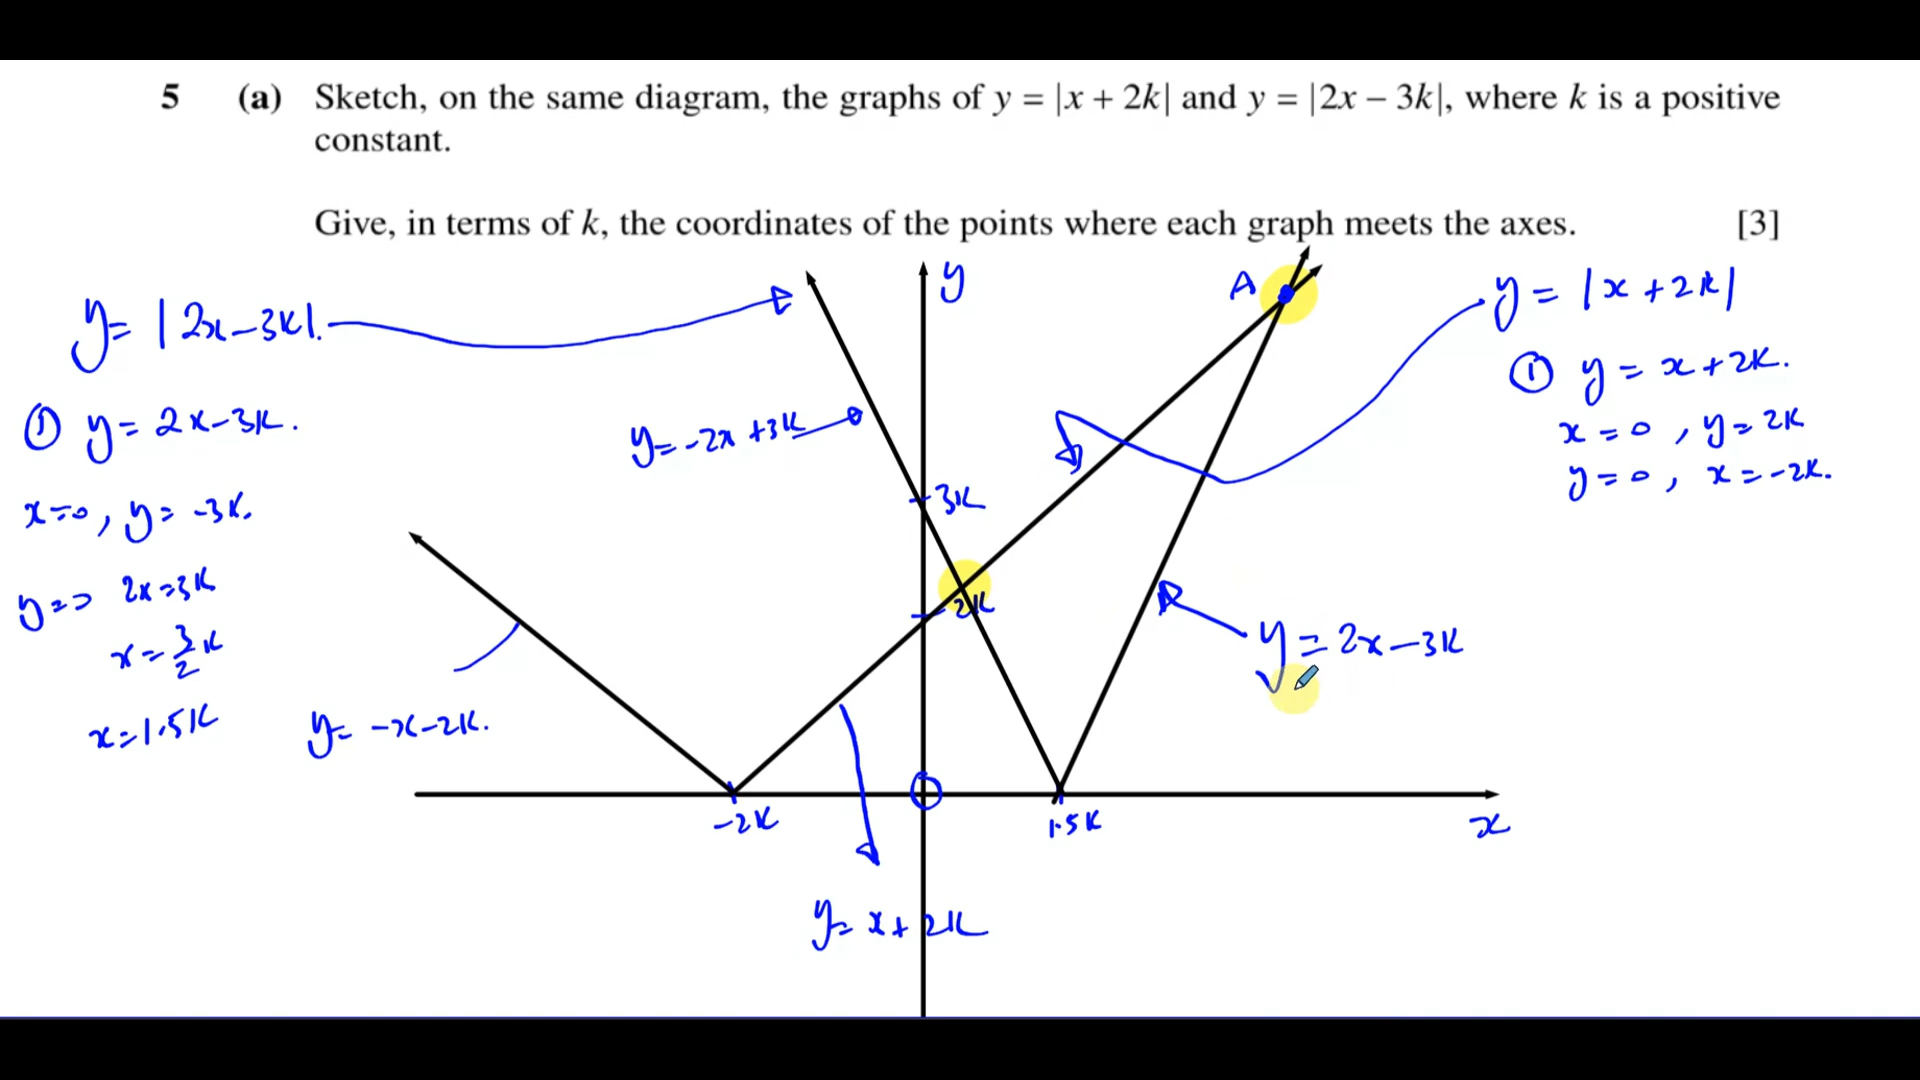 5 (a) Sketch, on the same diagram, the graphs of y = |x + 2k| and y = |2x − 3k|, where k is a positive
constant.
Give, in terms of k, the coordinates of the points where each graph meets the axes. [3]
y = |2x−3k|.
① y = 2x−3k.
x=0, y = −3k.
y=0 2x=3k
x = 3/2 k
x=1.5k
y = −x−2k.
y = −2x+3k
y
A
3k
2k
−2k
1.5k
x
y = x+2k
y = |x+2k|
① y = x+2k.
x = 0, y = 2k
y = 0, x = −2k.
y = 2x−3k